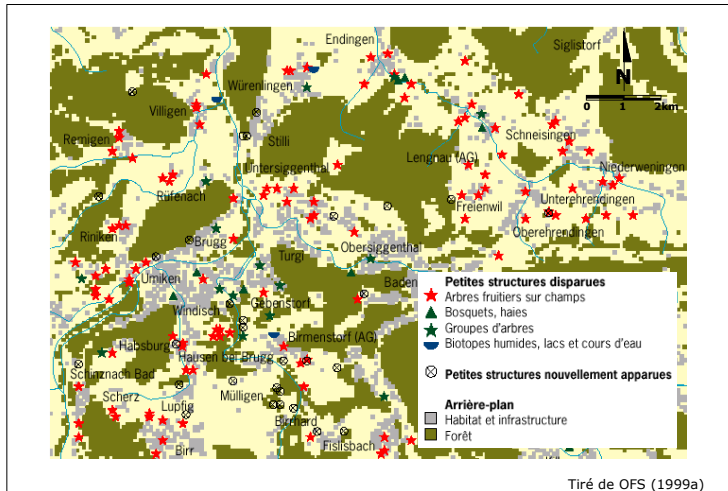 Endingen
Siglistorf
N
0 1 2km
Würenlingen
Villigen
Stilli
Remigen
Schneisingen
Lengnau (AG)
Untersiggenthal
Niederweningen
Rüfenach
Freienwil
Unterehrendingen
Oberehrendingen
Riniken
Brugg
Obersiggenthal
Turgi
Umiken
Baden
Windisch
Gebenstorf
Habsburg
Hausen bei Brugg
Birmenstorf (AG)
Schinznach Bad
Scherz
Lupfig
Mülligen
Birrhard
Birr
Fislisbach
Petites structures disparues
Arbres fruitiers sur champs
Bosquets, haies
Groupes d'arbres
Biotopes humides, lacs et cours d'eau
Petites structures nouvellement apparues
Arrière-plan
Habitat et infrastructure
Forêt
Tiré de OFS (1999a)